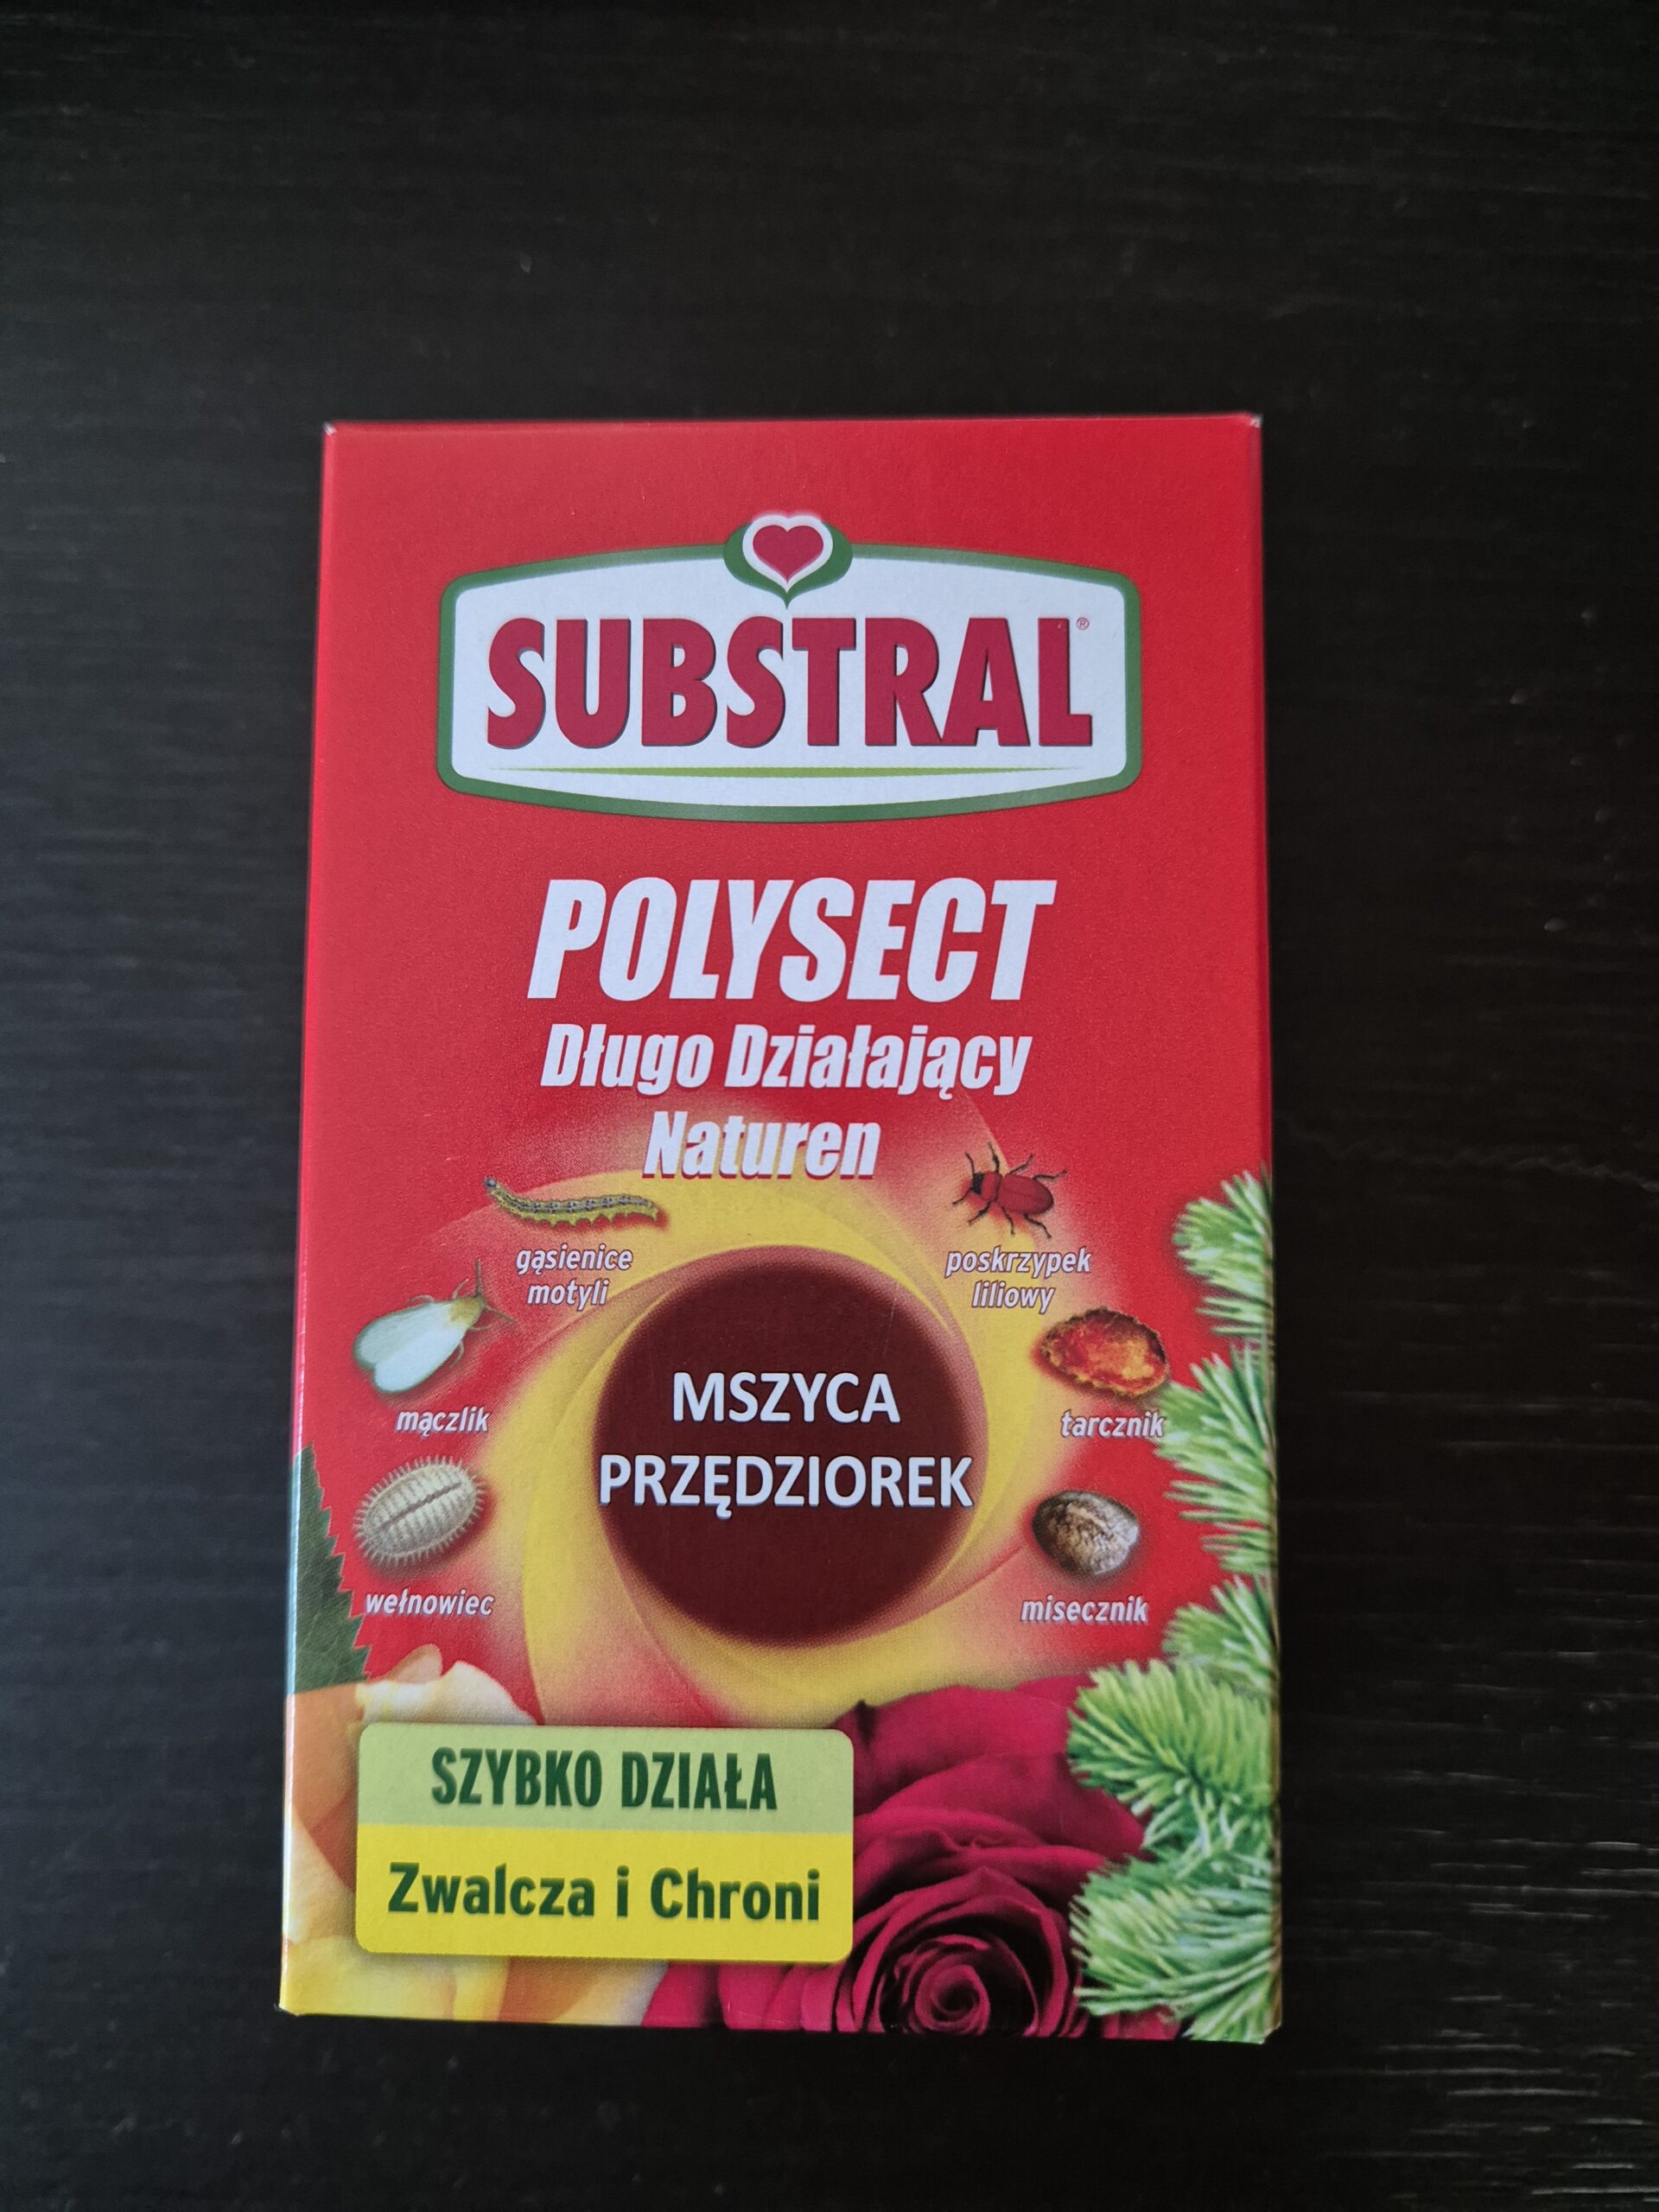 SUBSTRAL®
POLYSECT
Długo Działający
Naturen
gąsienice
motyli
poskrzypek
liliowy
mączlik
MSZYCA
PRZĘDZIOREK
tarcznik
wełnowiec
misecznik
SZYBKO DZIAŁA
Zwalcza i Chroni